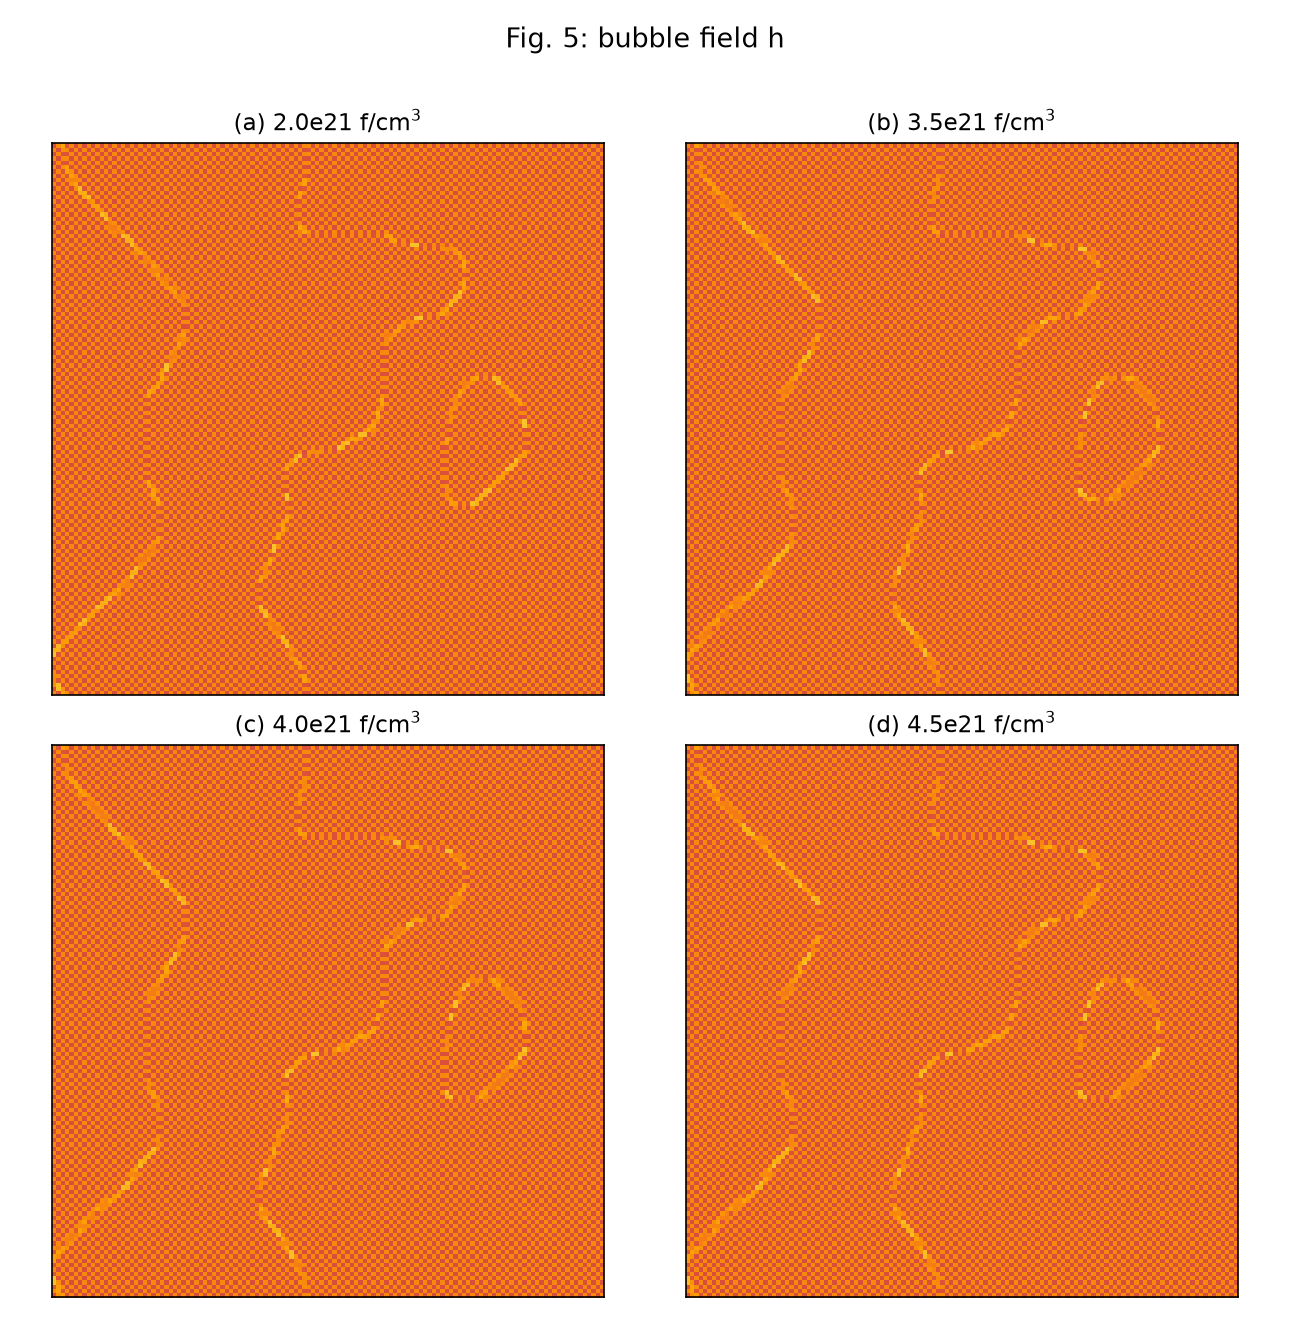 Fig. 5: bubble field h
(a) 2.0e21 f/cm³
(b) 3.5e21 f/cm³
(c) 4.0e21 f/cm³
(d) 4.5e21 f/cm³